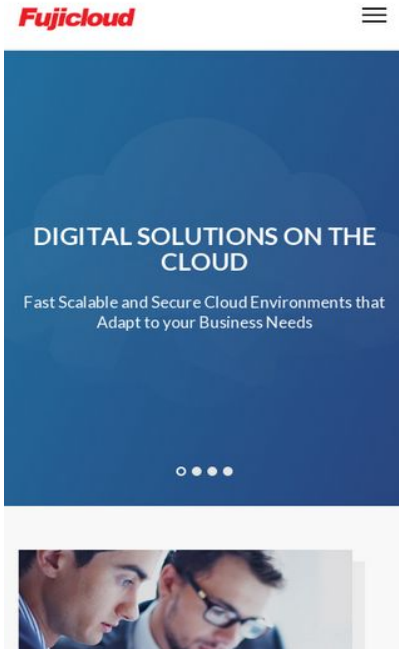 Fujicloud
DIGITAL SOLUTIONS ON THE
CLOUD
Fast Scalable and Secure Cloud Environments that
Adapt to your Business Needs